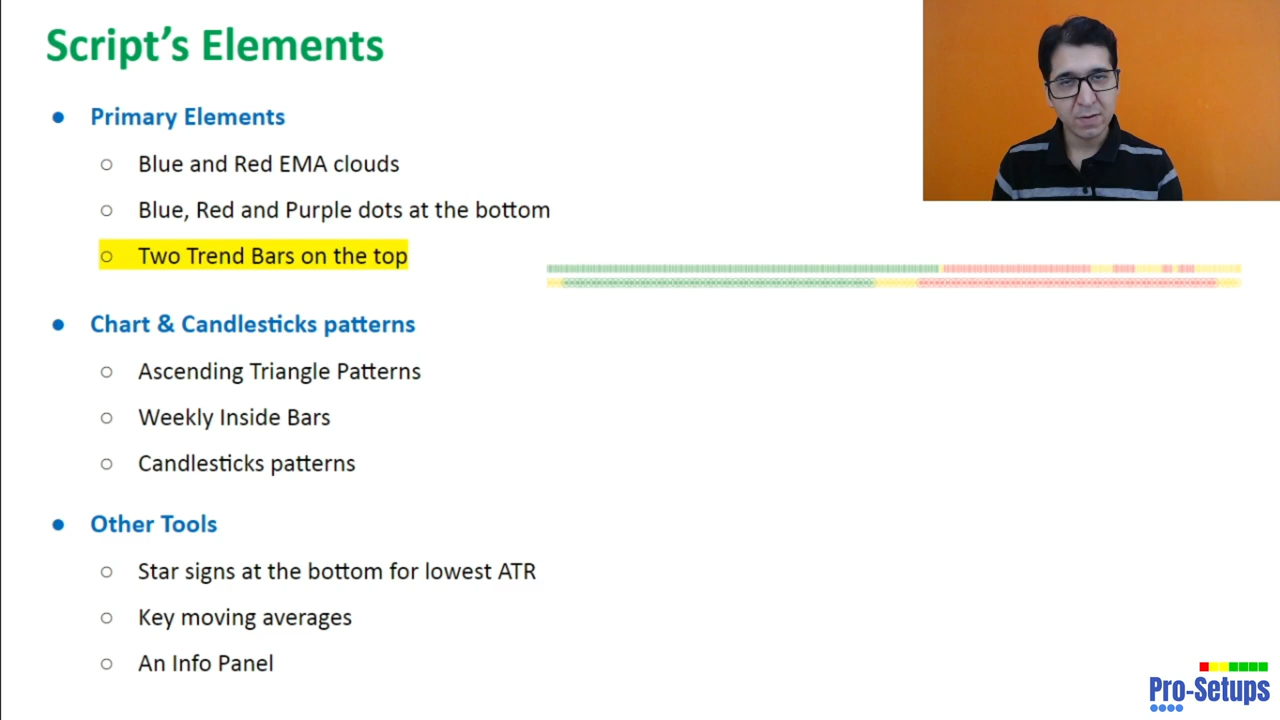 Script’s Elements
● Primary Elements
○ Blue and Red EMA clouds
○ Blue, Red and Purple dots at the bottom
○ Two Trend Bars on the top
● Chart & Candlesticks patterns
○ Ascending Triangle Patterns
○ Weekly Inside Bars
○ Candlesticks patterns
● Other Tools
○ Star signs at the bottom for lowest ATR
○ Key moving averages
○ An Info Panel
Pro-Setups